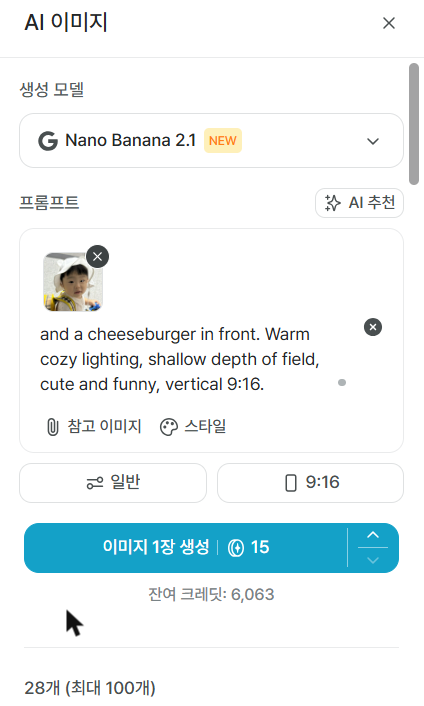 AI 이미지
생성 모델
Nano Banana 2.1 NEW
프롬프트
AI 추천
and a cheeseburger in front. Warm
cozy lighting, shallow depth of field,
cute and funny, vertical 9:16.
참고 이미지 스타일
일반 9:16
이미지 1장 생성 15
잔여 크레딧: 6,063
28개 (최대 100개)